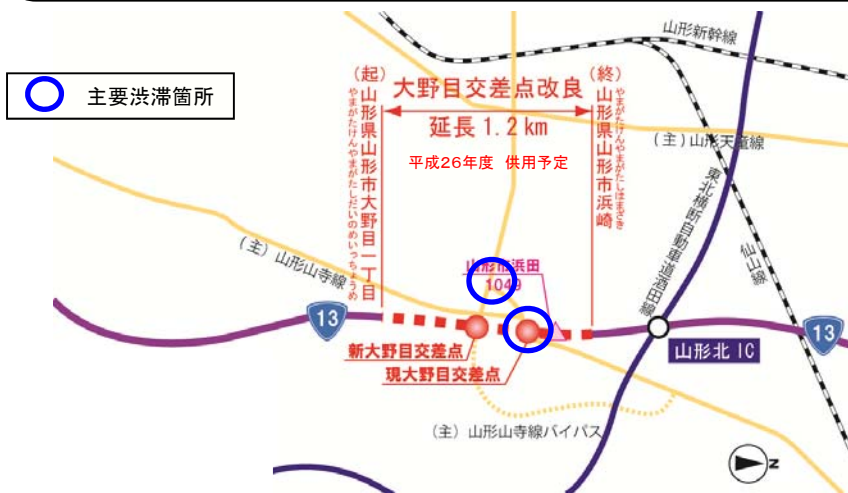 山形新幹線
主要渋滞箇所
(起)山形県山形市大野目一丁目
やまがたけんやまがたしだいのめいっちょうめ
大野目交差点改良
延長 1.2 km
平成26年度 供用予定
(終)山形県山形市浜崎
やまがたけんやまがたしはまざき
(主)山形天童線
東北横断自動車道酒田線
仙山線
(主)山形山寺線
山形市浜田
1049
13
新大野目交差点
現大野目交差点
山形北 IC
13
(主)山形山寺線バイパス
N